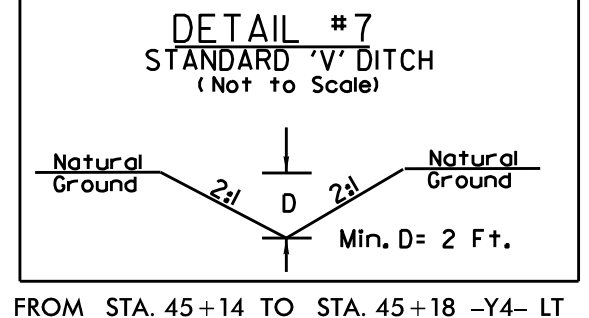 DETAIL #7
STANDARD 'V' DITCH
(Not to Scale)
Natural
Ground
2:1
D
2:1
Natural
Ground
Min. D= 2 Ft.
FROM STA. 45+14 TO STA. 45+18 -Y4- LT